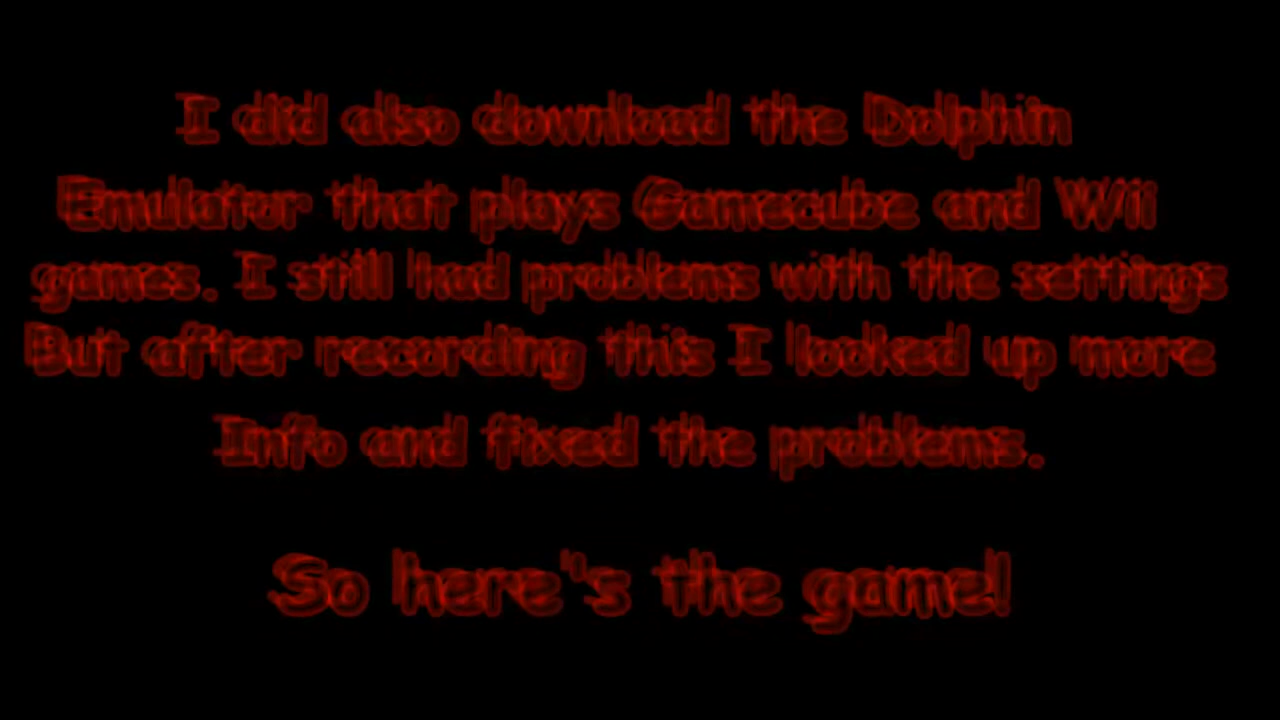 I did also download the Dolphin
Emulator that plays Gamecube and Wii
games. I still had problems with the settings
But after recording this I looked up more
Info and fixed the problems.
So here's the game!